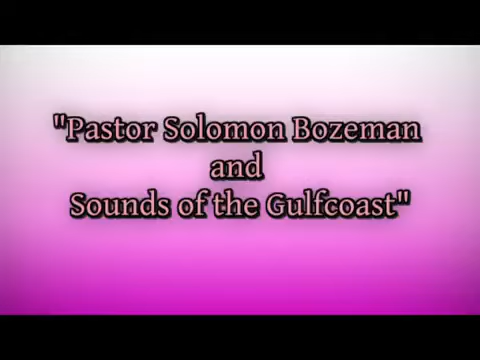 "Pastor Solomon Bozeman
and
Sounds of the Gulfcoast"